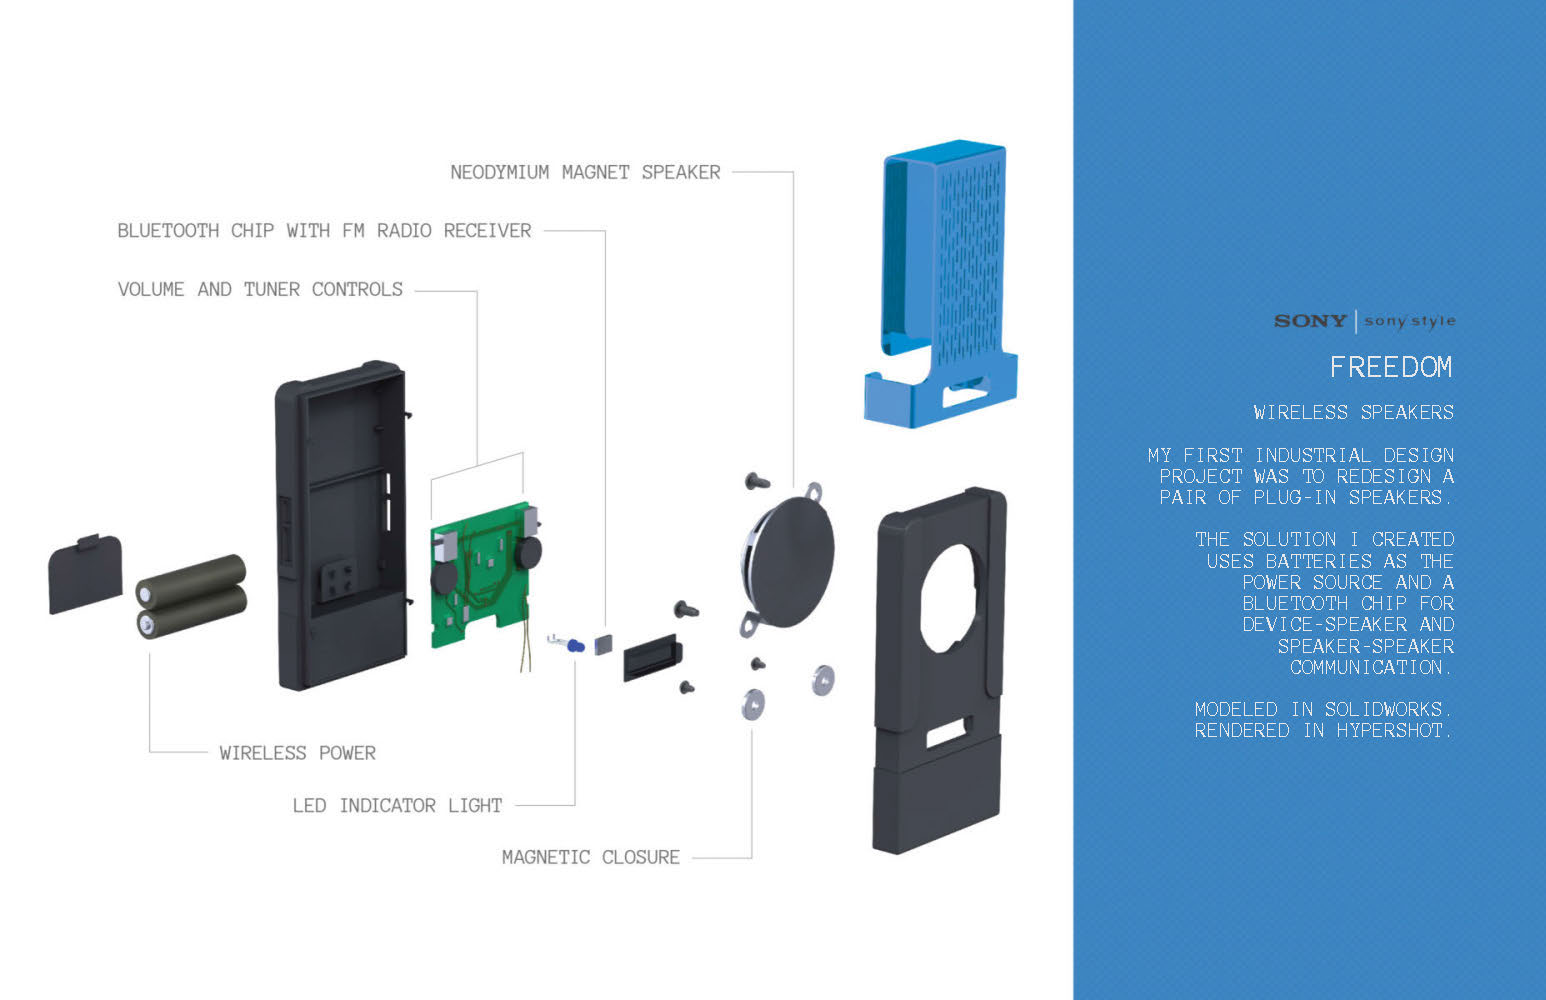 NEODYMIUM MAGNET SPEAKER
BLUETOOTH CHIP WITH FM RADIO RECEIVER
VOLUME AND TUNER CONTROLS
WIRELESS POWER
LED INDICATOR LIGHT
MAGNETIC CLOSURE
SONY | sony style
FREEDOM
WIRELESS SPEAKERS
MY FIRST INDUSTRIAL DESIGN
PROJECT WAS TO REDESIGN A
PAIR OF PLUG-IN SPEAKERS.
THE SOLUTION I CREATED
USES BATTERIES AS THE
POWER SOURCE AND A
BLUETOOTH CHIP FOR
DEVICE-SPEAKER AND
SPEAKER-SPEAKER
COMMUNICATION.
MODELED IN SOLIDWORKS.
RENDERED IN HYPERSHOT.